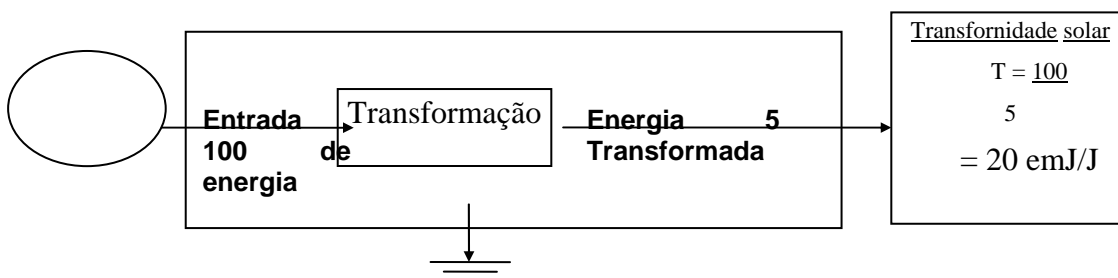 Entrada
100 de
energia
Transformação
Energia 5
Transformada
Transfornidade solar
T = 100
5
= 20 emJ/J